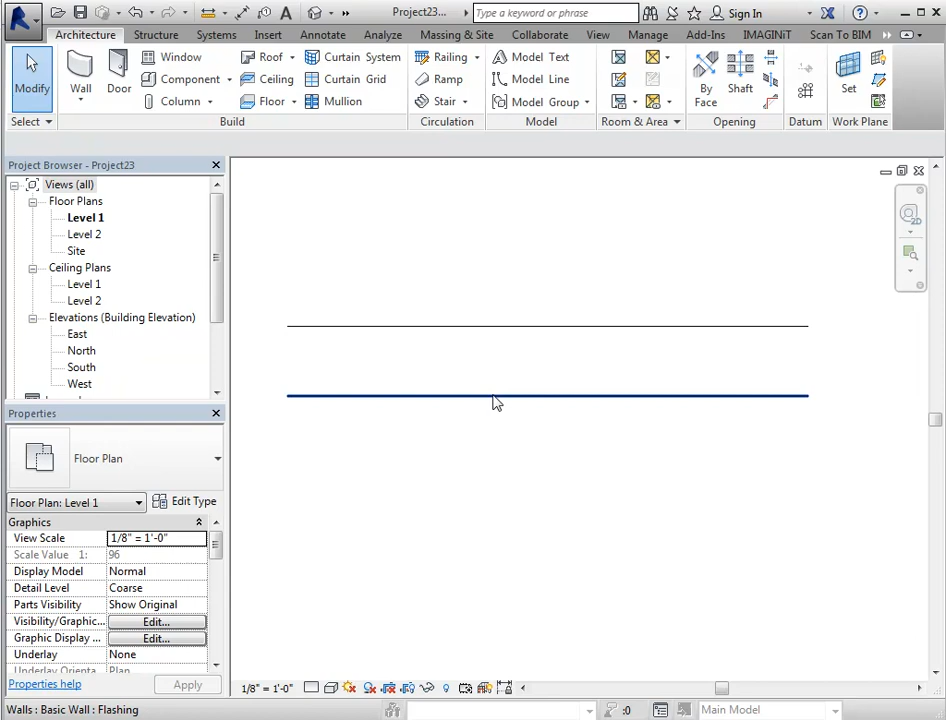 Project23...
Type a keyword or phrase
Sign In
Architecture Structure Systems Insert Annotate Analyze Massing & Site Collaborate View Manage Add-Ins IMAGINiT Scan To BIM
Modify
Wall
Door
Window
Component
Column
Roof
Ceiling
Floor
Curtain System
Curtain Grid
Mullion
Railing
Ramp
Stair
Model Text
Model Line
Model Group
By Face
Shaft
Set
Select Build Circulation Model Room & Area Opening Datum Work Plane
Project Browser - Project23
Views (all)
Floor Plans
Level 1
Level 2
Site
Ceiling Plans
Level 1
Level 2
Elevations (Building Elevation)
East
North
South
West
Properties
Floor Plan
Floor Plan: Level 1 Edit Type
Graphics
View Scale 1/8" = 1'-0"
Scale Value 1: 96
Display Model Normal
Detail Level Coarse
Parts Visibility Show Original
Visibility/Graphic... Edit...
Graphic Display ... Edit...
Underlay None
Underlay Orienta... Plan
Properties help Apply
2D
1/8" = 1'-0"
Walls : Basic Wall : Flashing
:0
Main Model